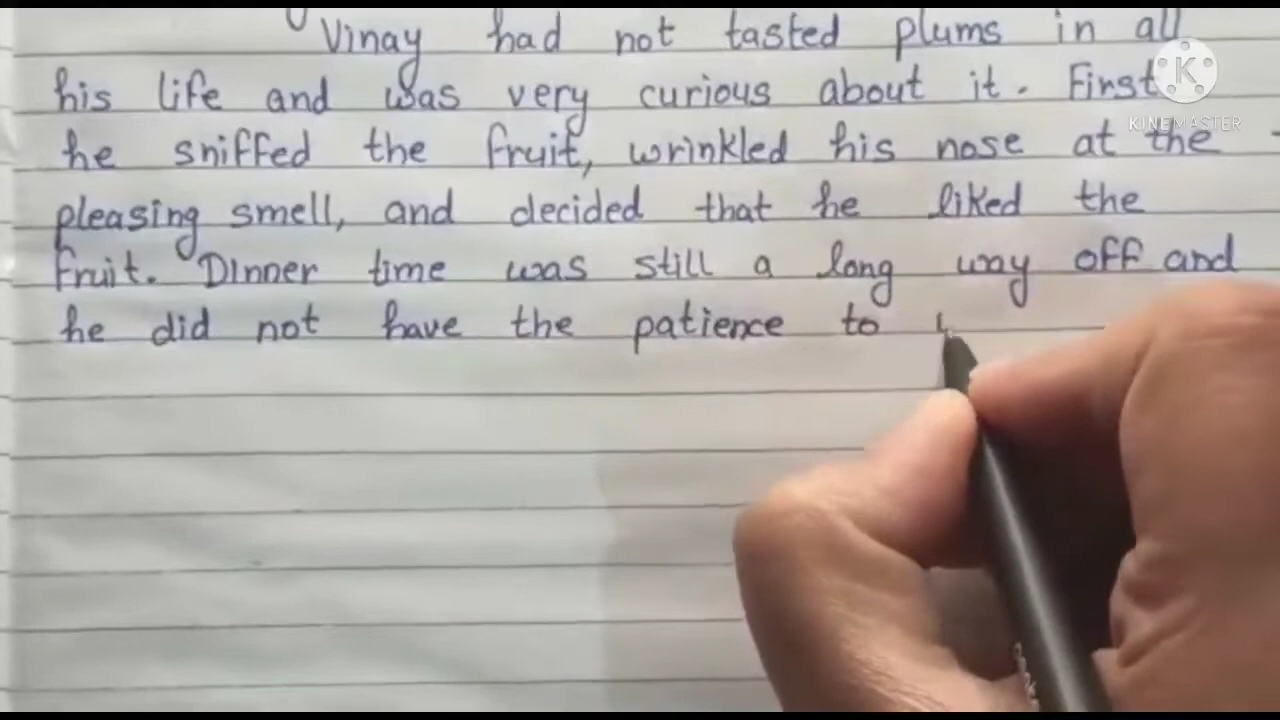 Vinay had not tasted plums in all
his life and was very curious about it. First
he sniffed the fruit, wrinkled his nose at the
pleasing smell, and decided that he liked the
fruit. Dinner time was still a long way off and
he did not have the patience to
K
KINEMASTER